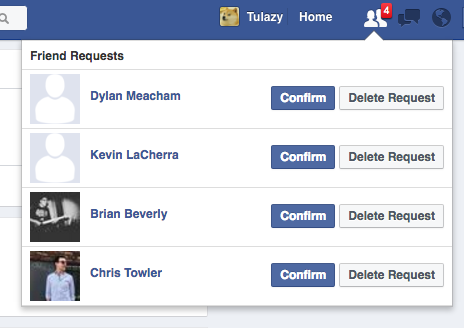 Tulazy Home 4
Friend Requests
Dylan Meacham Confirm Delete Request
Kevin LaCherra Confirm Delete Request
Brian Beverly Confirm Delete Request
Chris Towler Confirm Delete Request